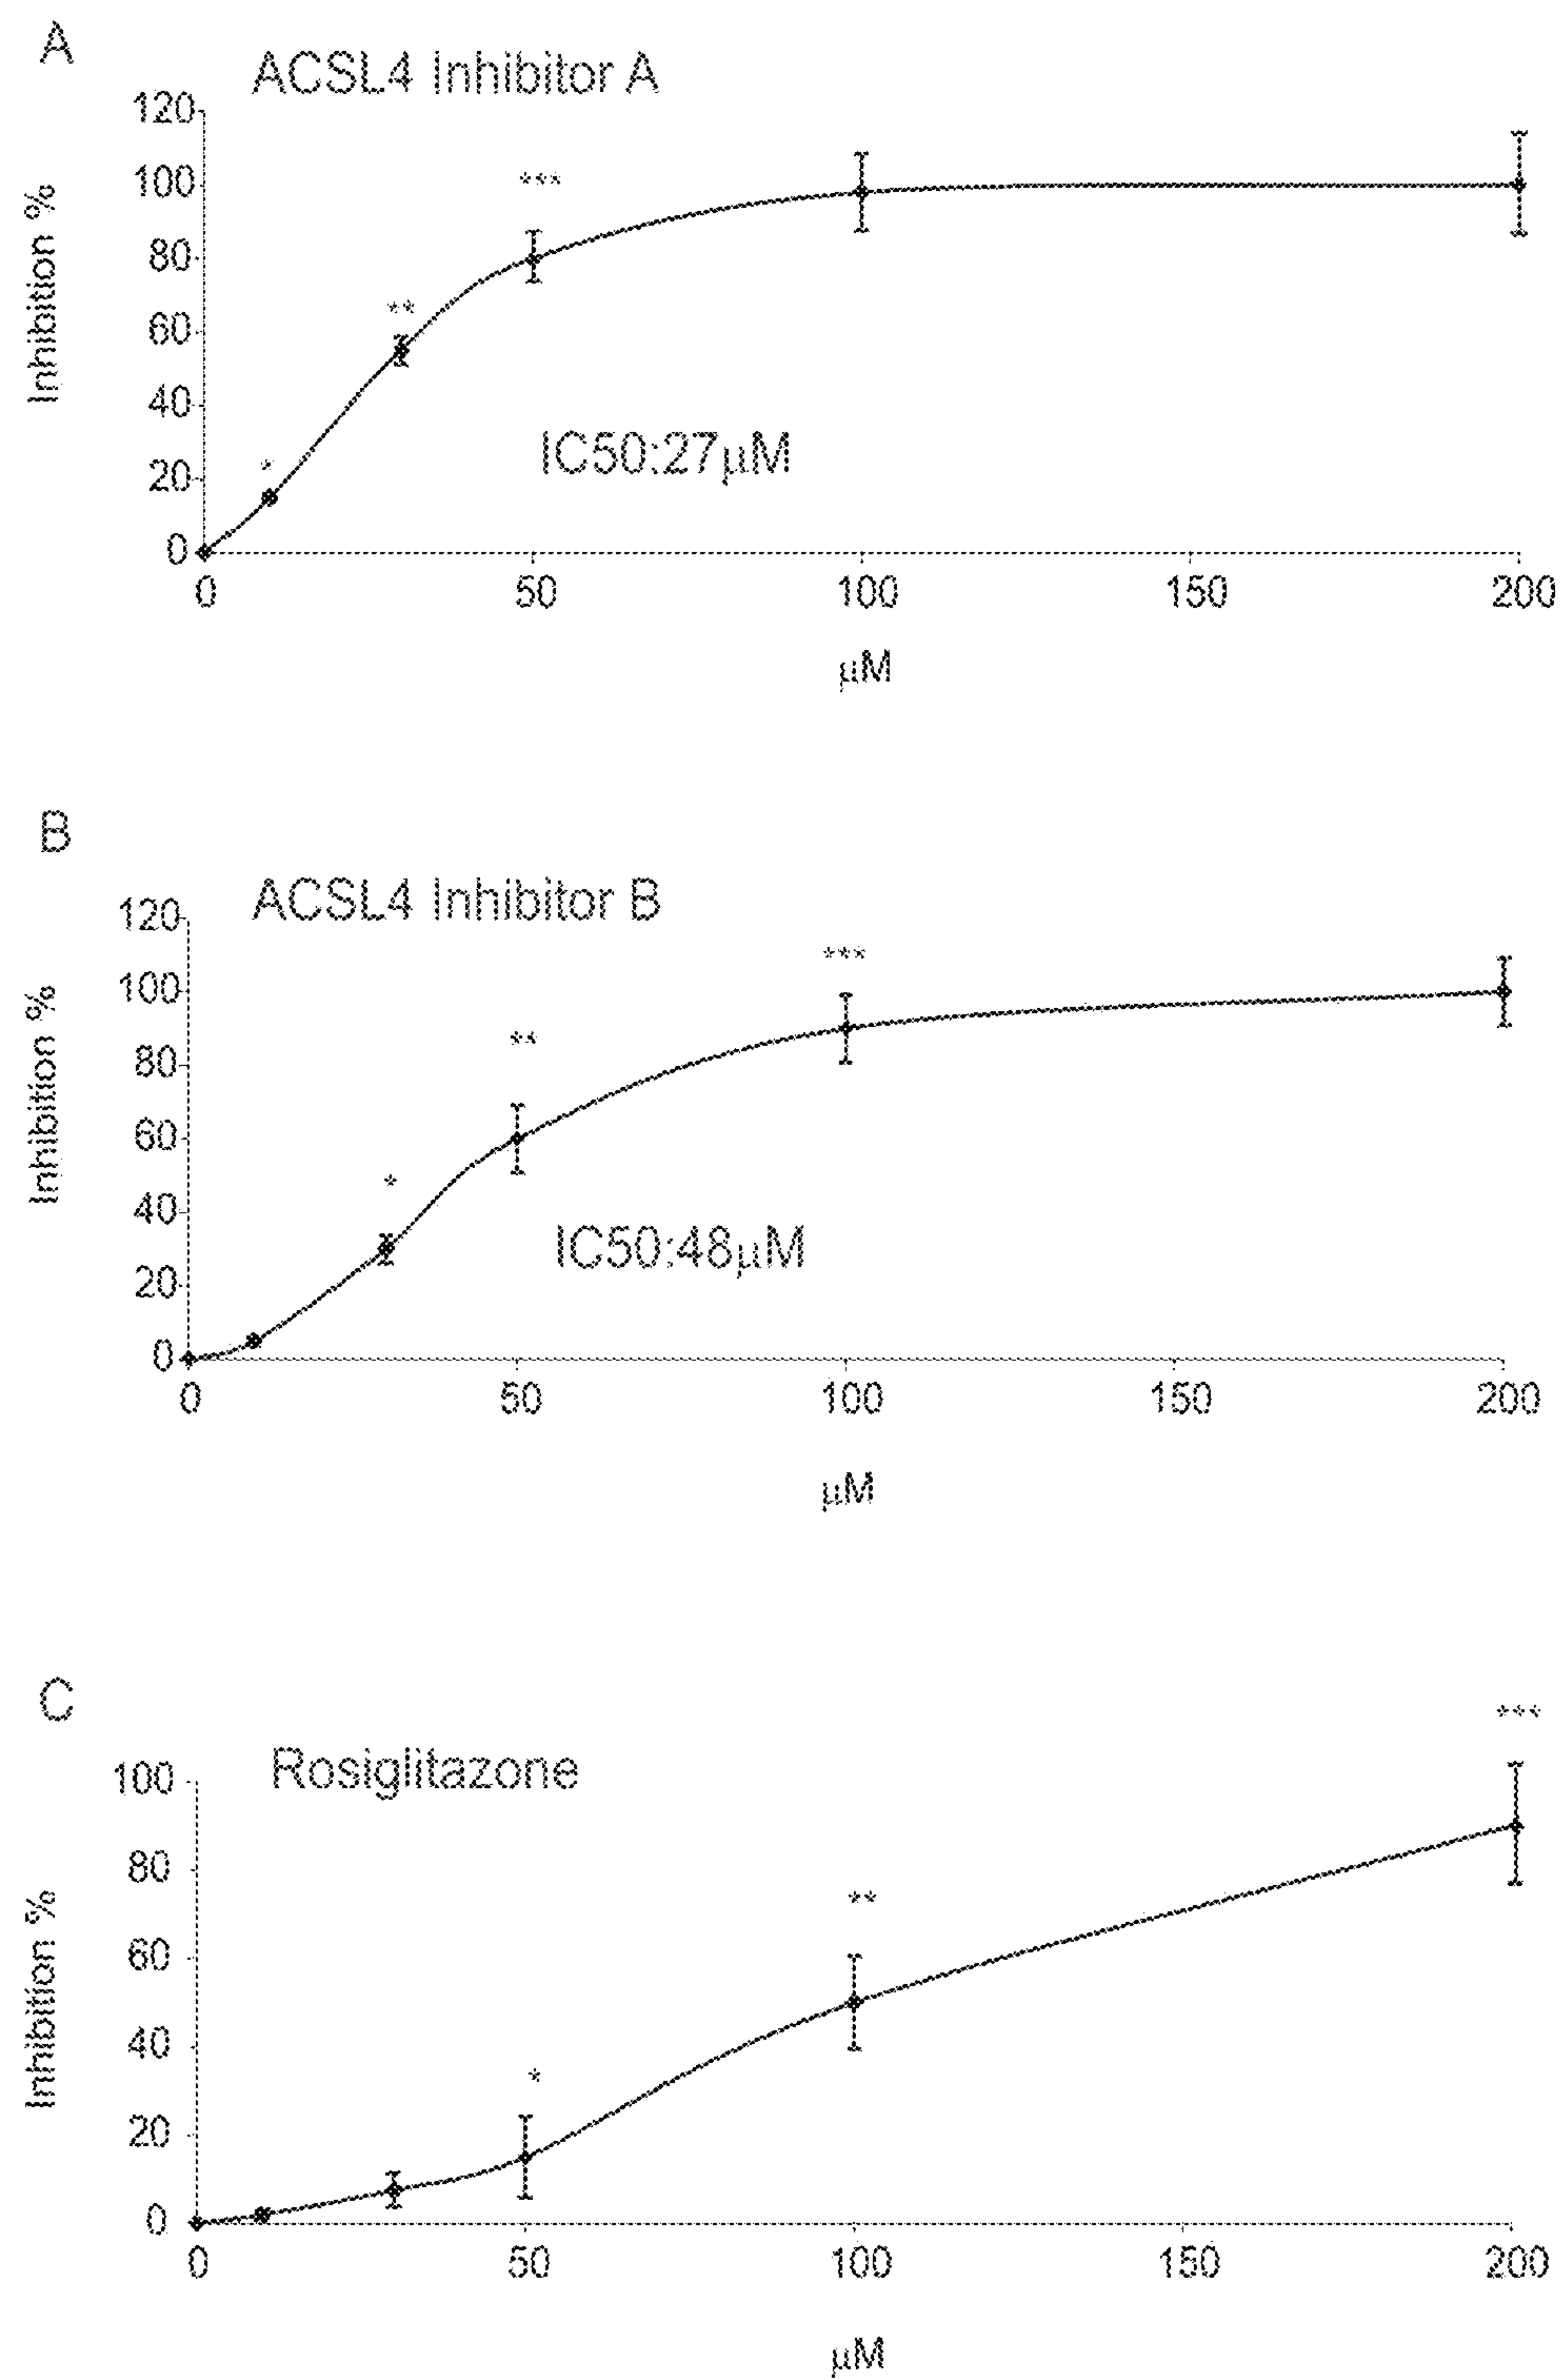 A
ACSL4 Inhibitor A
120
100
80
60
40
20
0
Inhibition %
*
**
***
IC50:27μM
0 50 100 150 200
μM
B
ACSL4 Inhibitor B
120
100
80
60
40
20
0
Inhibition %
*
**
***
IC50:48μM
0 50 100 150 200
μM
C
Rosiglitazone
100
80
60
40
20
0
Inhibition %
*
**
***
0 50 100 150 200
μM